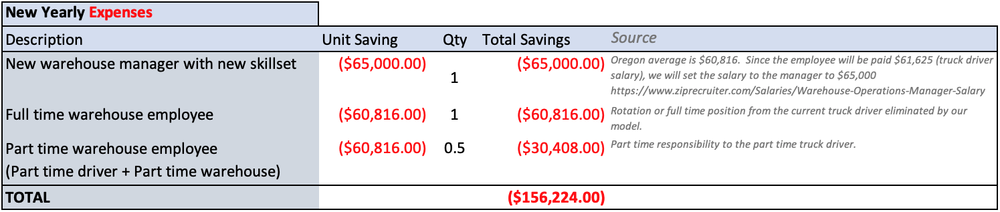 New Yearly Expenses
Description Unit Saving Qty Total Savings Source
New warehouse manager with new skillset ($65,000.00) 1 ($65,000.00) Oregon average is $60,816. Since the employee will be paid $61,625 (truck driver
salary), we will set the salary to the manager to $65,000
https://www.ziprecruiter.com/Salaries/Warehouse-Operations-Manager-Salary
Full time warehouse employee ($60,816.00) 1 ($60,816.00) Rotation or full time position from the current truck driver eliminated by our
model.
Part time warehouse employee ($60,816.00) 0.5 ($30,408.00) Part time responsibility to the part time truck driver.
(Part time driver + Part time warehouse)
TOTAL ($156,224.00)